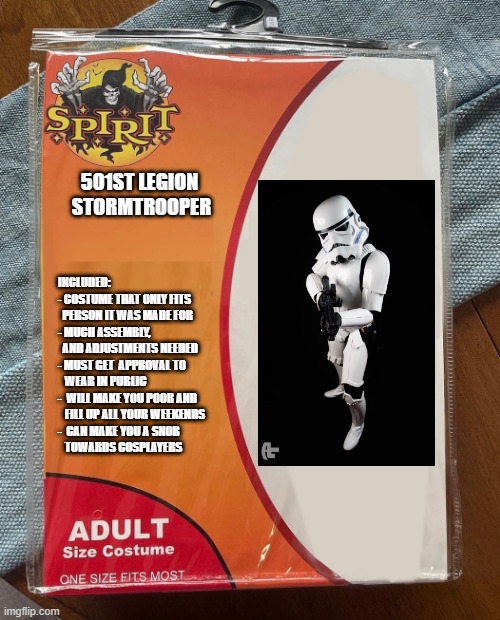 SPIRIT
501ST LEGION
STORMTROOPER
INCLUDED:
- COSTUME THAT ONLY FITS
PERSON IT WAS MADE FOR
- MUCH ASSEMBLY,
AND ADJUSTMENTS NEEDED
- MUST GET APPROVAL TO
WEAR IN PUBLIC
- WILL MAKE YOU POOR AND
FILL UP ALL YOUR WEEKENDS
- CAN MAKE YOU A SNOB
TOWARDS COSPLAYERS
ADULT
Size Costume
ONE SIZE FITS MOST
imgflip.com